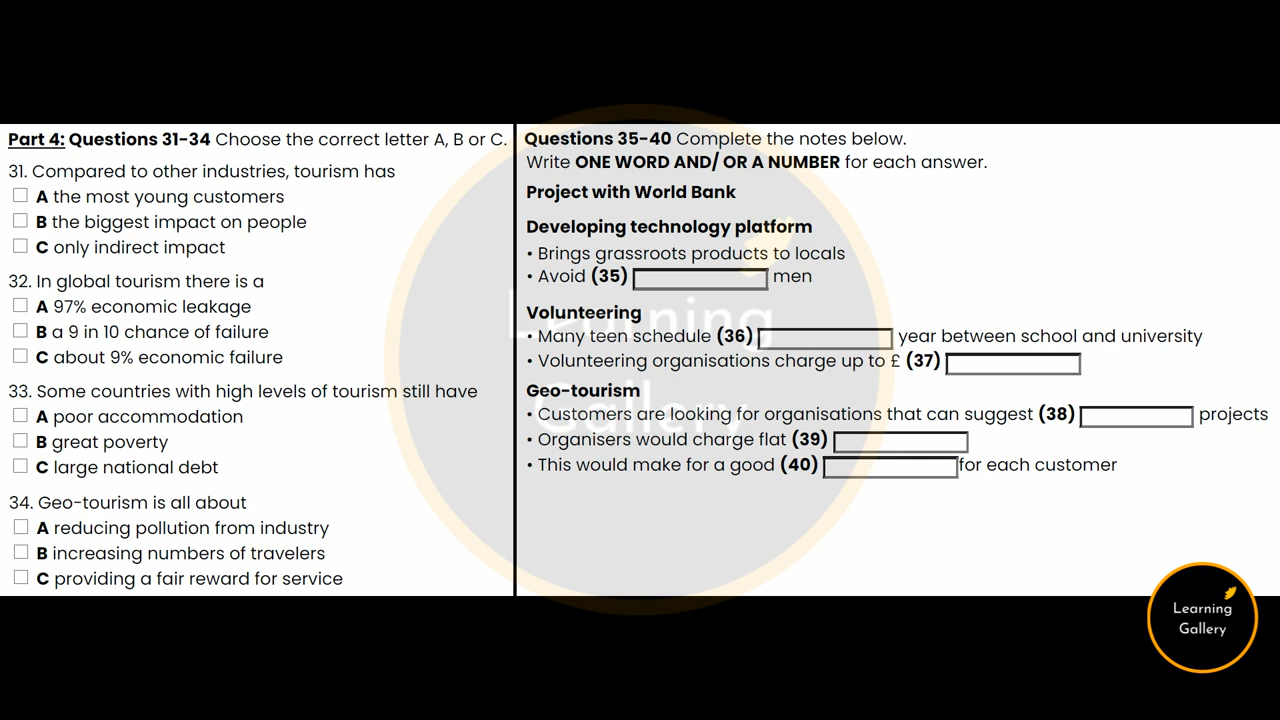 Part 4: Questions 31-34 Choose the correct letter A, B or C.
31. Compared to other industries, tourism has
A the most young customers
B the biggest impact on people
C only indirect impact
32. In global tourism there is a
A 97% economic leakage
B a 9 in 10 chance of failure
C about 9% economic failure
33. Some countries with high levels of tourism still have
A poor accommodation
B great poverty
C large national debt
34. Geo-tourism is all about
A reducing pollution from industry
B increasing numbers of travelers
C providing a fair reward for service
Questions 35-40 Complete the notes below.
Write ONE WORD AND/ OR A NUMBER for each answer.
Project with World Bank
Developing technology platform
• Brings grassroots products to locals
• Avoid (35) men
Volunteering
• Many teen schedule (36) year between school and university
• Volunteering organisations charge up to £ (37)
Geo-tourism
• Customers are looking for organisations that can suggest (38) projects
• Organisers would charge flat (39)
• This would make for a good (40) for each customer
Learning
Gallery
Learning
Gallery